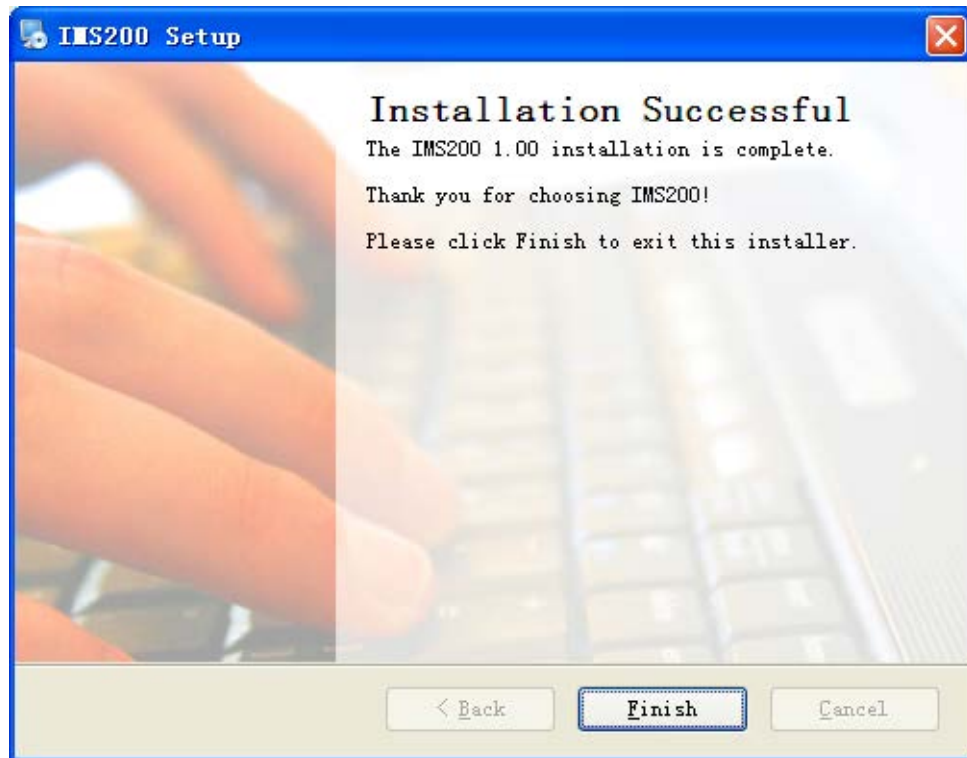 IMS200 Setup
Installation Successful
The IMS200 1.00 installation is complete.
Thank you for choosing IMS200!
Please click Finish to exit this installer.
< Back
Finish
Cancel